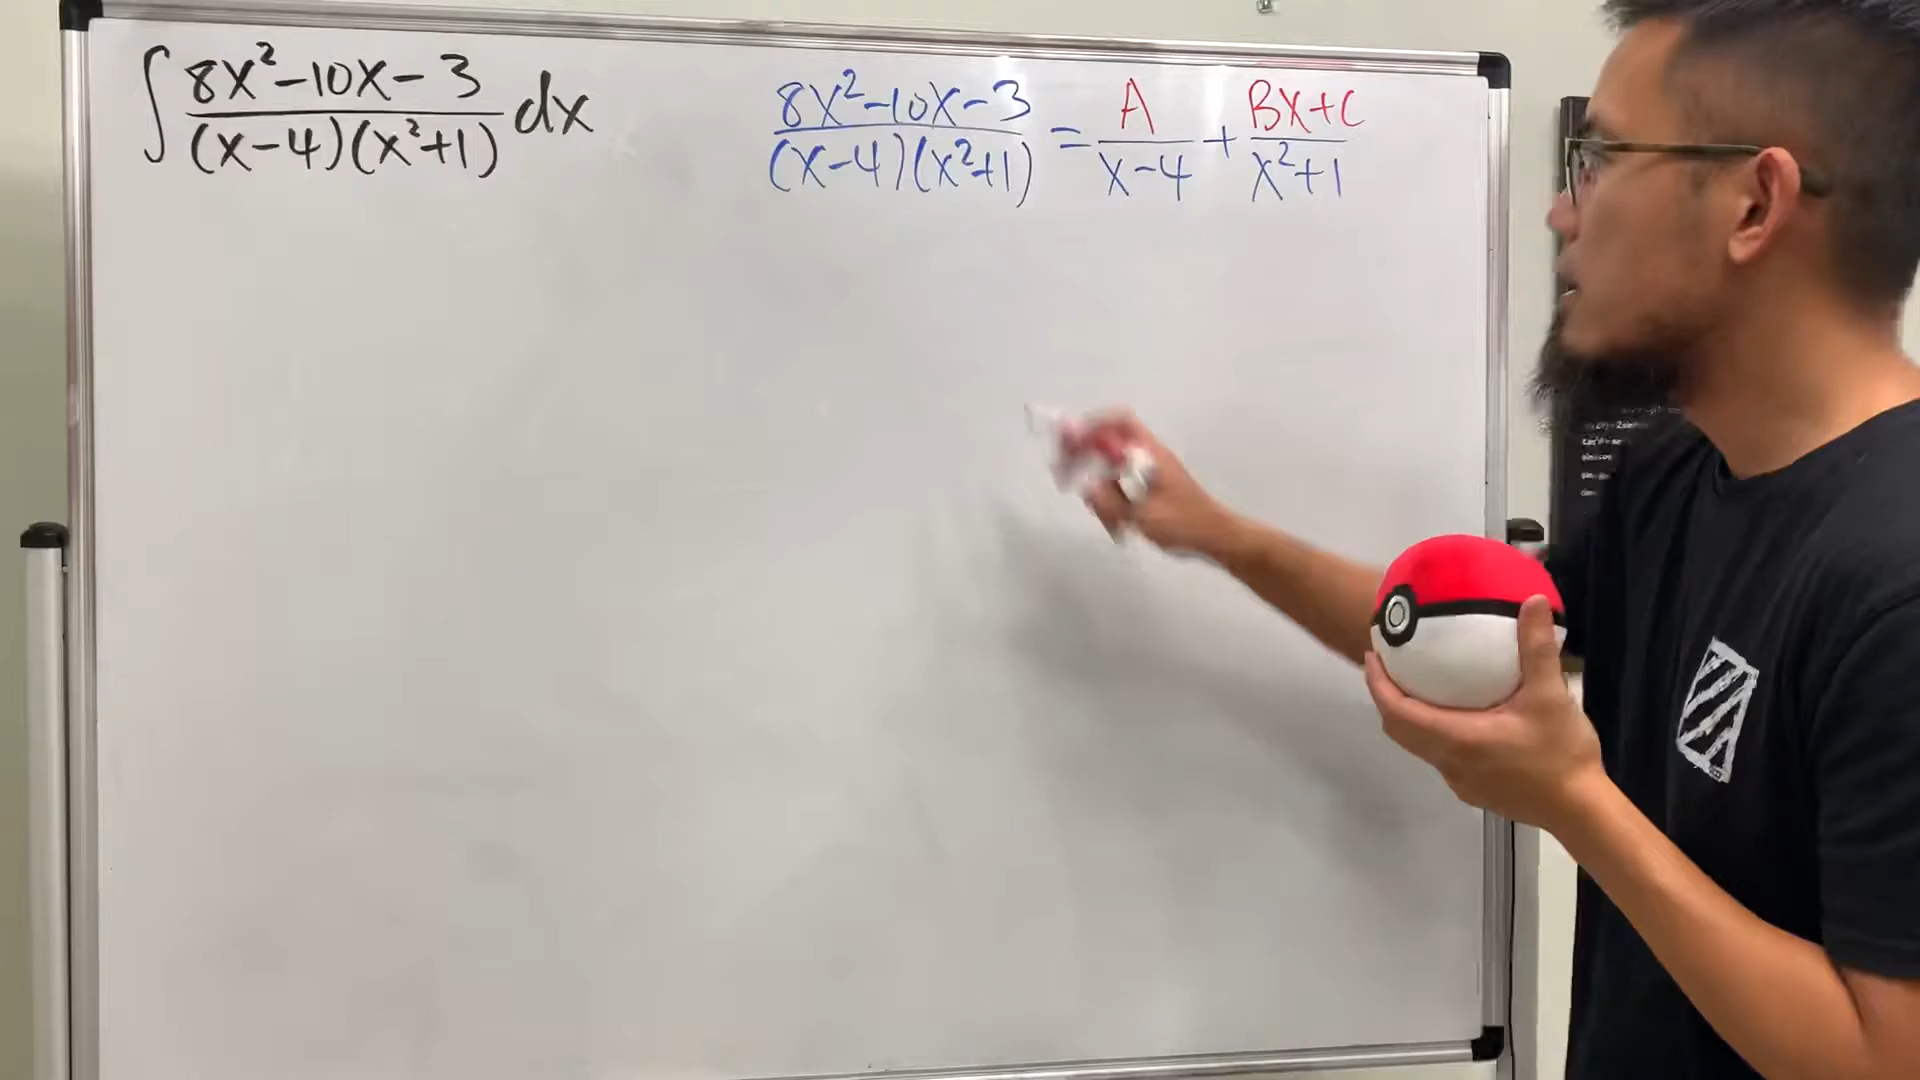 ∫ 8x²-10x-3 / (x-4)(x²+1) dx
8x²-10x-3 / (x-4)(x²+1) = A / x-4 + Bx+C / x²+1